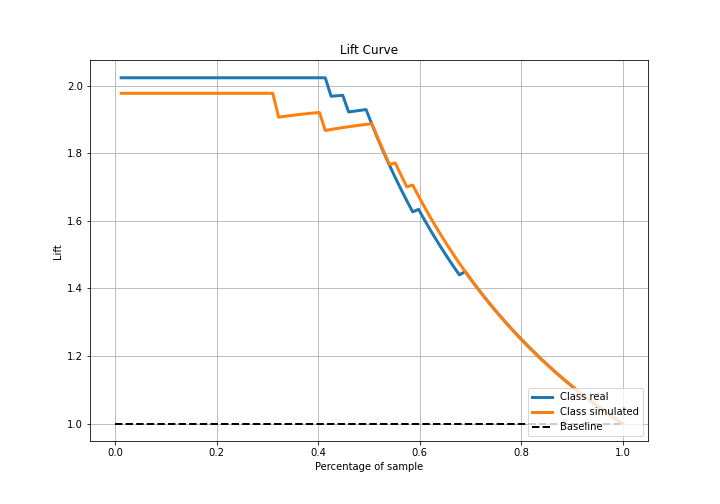 Lift Curve
Lift
2.0
1.8
1.6
1.4
1.2
1.0
0.0 0.2 0.4 0.6 0.8 1.0
Percentage of sample
Class real
Class simulated
Baseline